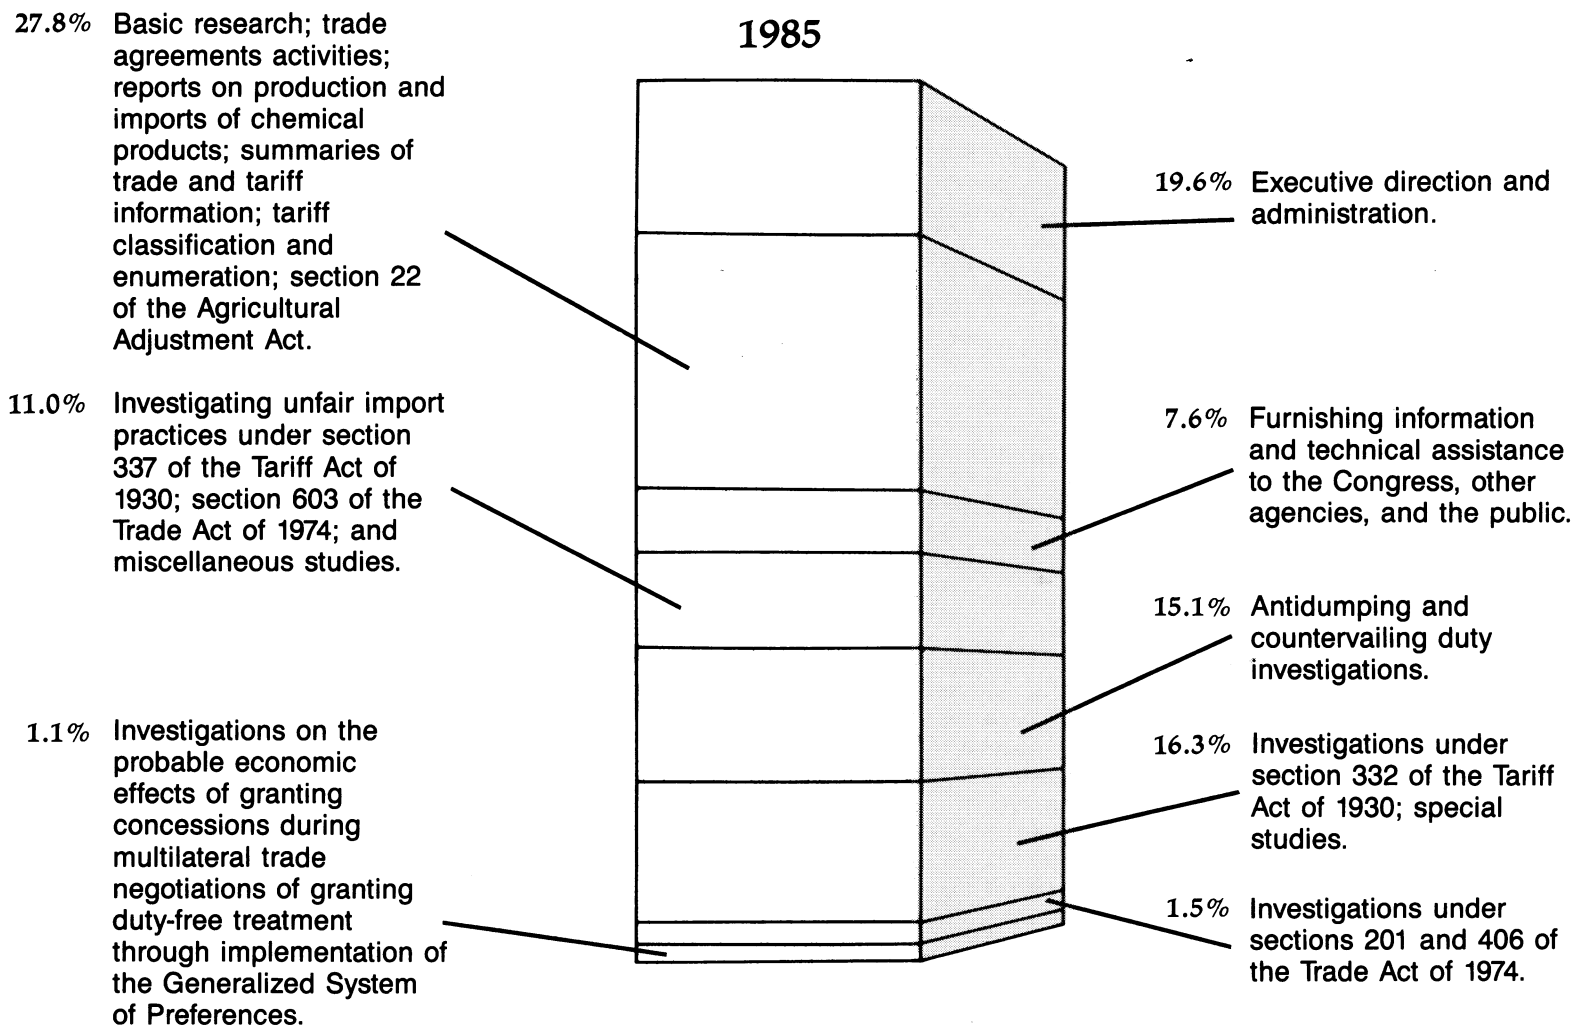 1985
27.8% Basic research; trade
agreements activities;
reports on production and
imports of chemical
products; summaries of
trade and tariff
information; tariff
classification and
enumeration; section 22
of the Agricultural
Adjustment Act.
11.0% Investigating unfair import
practices under section
337 of the Tariff Act of
1930; section 603 of the
Trade Act of 1974; and
miscellaneous studies.
1.1% Investigations on the
probable economic
effects of granting
concessions during
multilateral trade
negotiations of granting
duty-free treatment
through implementation of
the Generalized System
of Preferences.
19.6% Executive direction and
administration.
7.6% Furnishing information
and technical assistance
to the Congress, other
agencies, and the public.
15.1% Antidumping and
countervailing duty
investigations.
16.3% Investigations under
section 332 of the Tariff
Act of 1930; special
studies.
1.5% Investigations under
sections 201 and 406 of
the Trade Act of 1974.